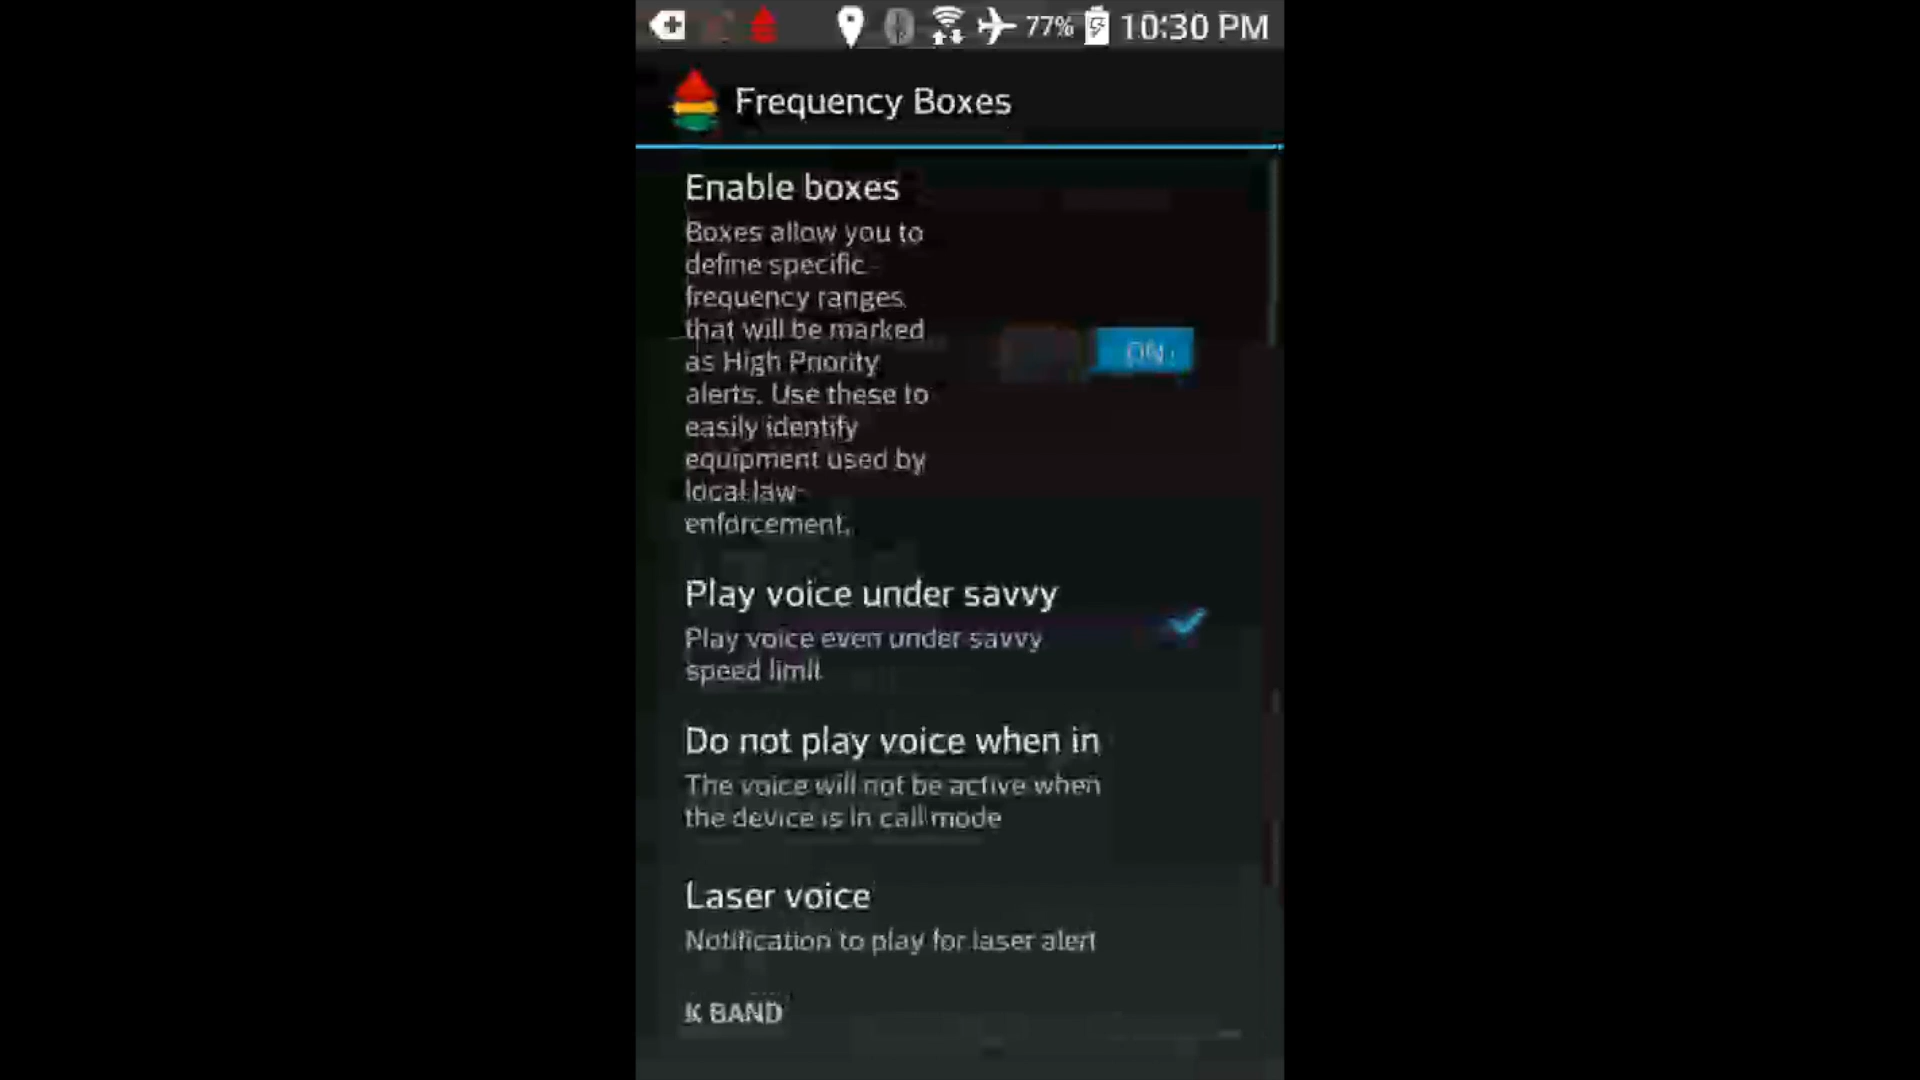 77% 10:30 PM
Frequency Boxes
Enable boxes
Boxes allow you to
define specific
frequency ranges
that will be marked
as High Priority
alerts. Use these to
easily identify
equipment used by
local law
enforcement.
ON
Play voice under savvy
Play voice even under savvy
speed limit
Do not play voice when in
The voice will not be active when
the device is in call mode
Laser voice
Notification to play for laser alert
K BAND